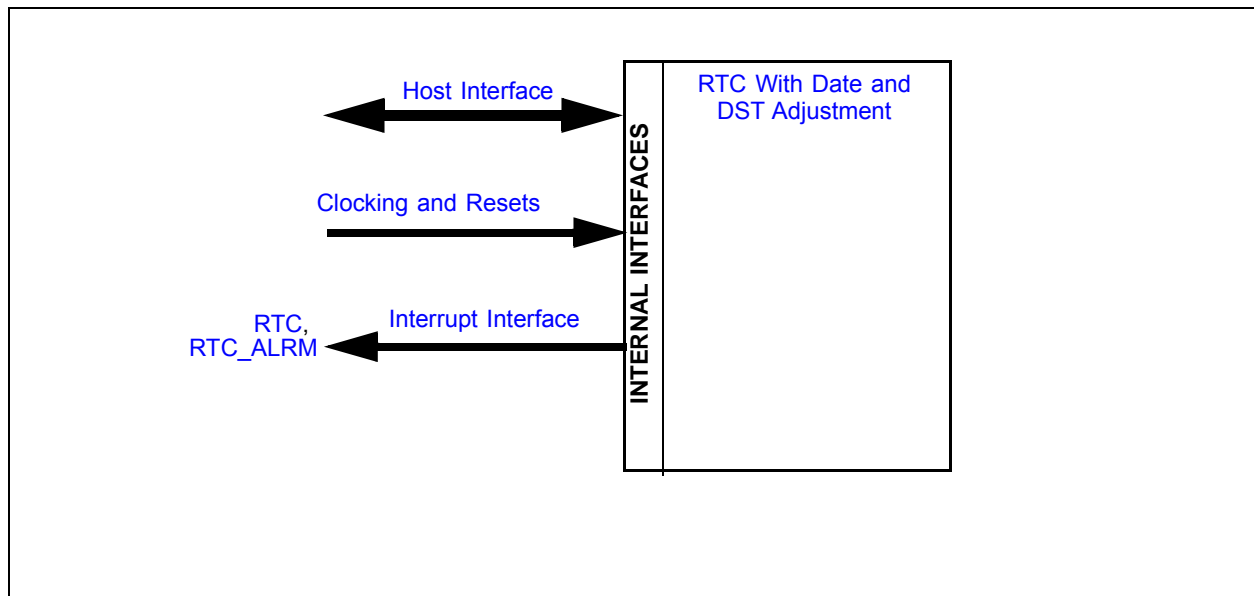 Host Interface
RTC With Date and
DST Adjustment
Clocking and Resets
INTERNAL INTERFACES
RTC,
RTC_ALRM
Interrupt Interface